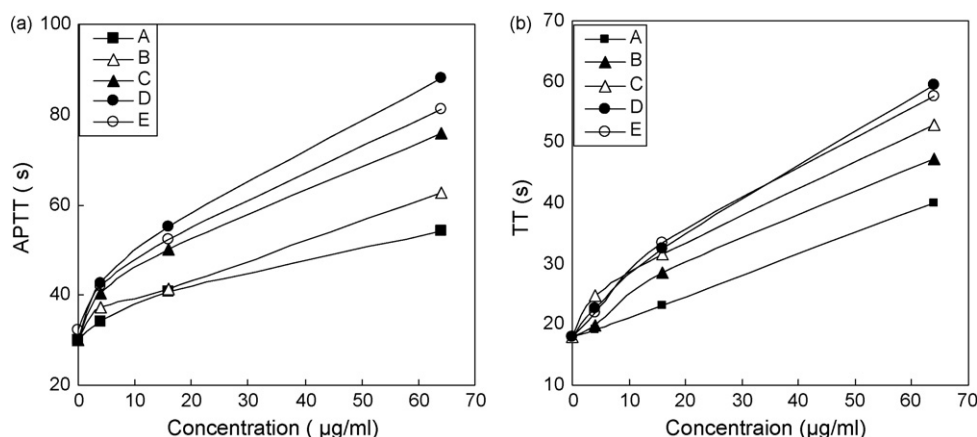 (a)
100
80
60
40
20
APTT ( s)
A
B
C
D
E
0 10 20 30 40 50 60 70
Concentration ( µg/ml)
(b)
70
60
50
40
30
20
10
TT (s)
A
B
C
D
E
0 10 20 30 40 50 60 70
Concentraion (µg/ml)